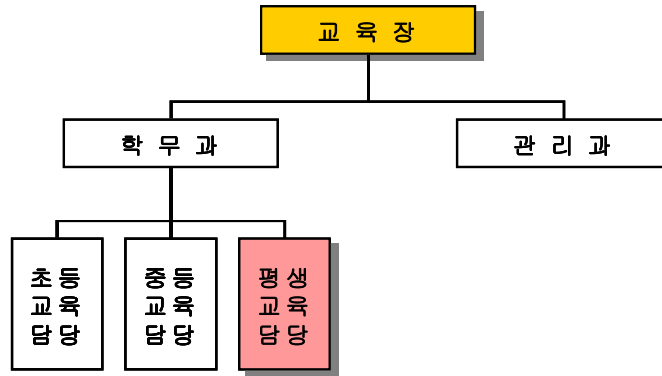 교 육 장
학 무 과
관 리 과
초 등
교 육
담 당
중 등
교 육
담 당
평 생
교 육
담 당